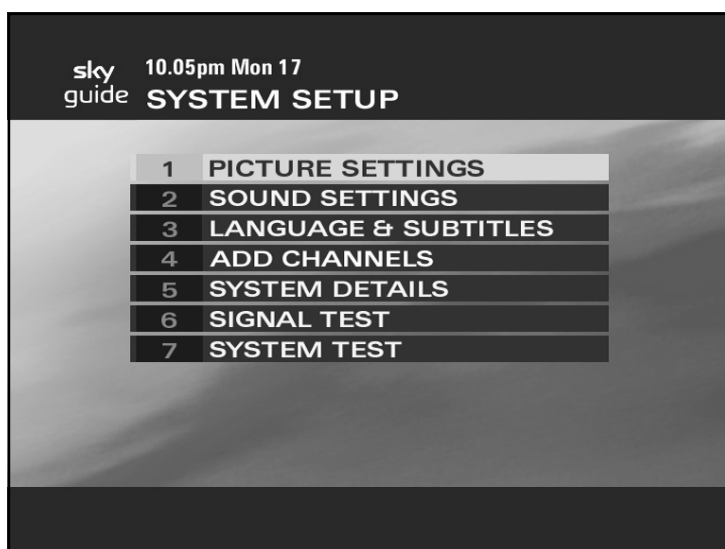 sky 10.05pm Mon 17
guide SYSTEM SETUP
1 PICTURE SETTINGS
2 SOUND SETTINGS
3 LANGUAGE & SUBTITLES
4 ADD CHANNELS
5 SYSTEM DETAILS
6 SIGNAL TEST
7 SYSTEM TEST